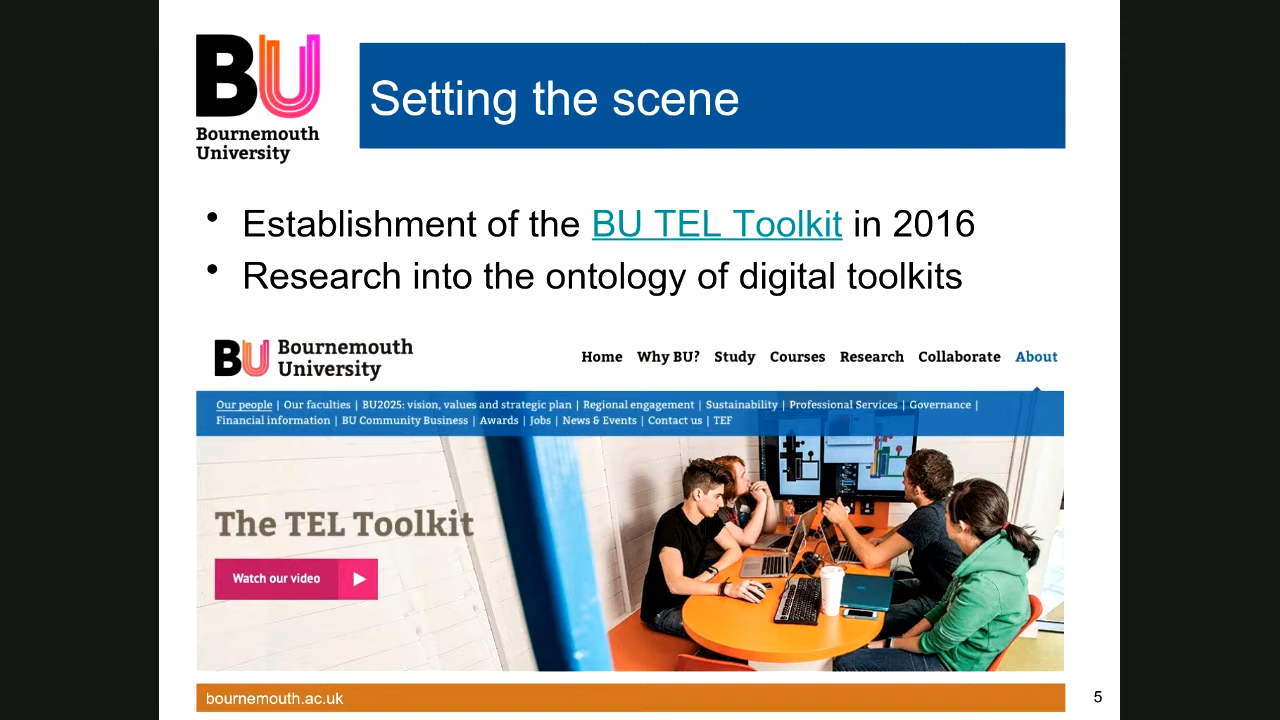 BU
Bournemouth
University
Setting the scene
• Establishment of the BU TEL Toolkit in 2016
• Research into the ontology of digital toolkits
BU Bournemouth
University
Home Why BU? Study Courses Research Collaborate About
Our people | Our faculties | BU2025: vision, values and strategic plan | Regional engagement | Sustainability | Professional Services | Governance |
Financial information | BU Community Business | Awards | Jobs | News & Events | Contact us | TEF
The TEL Toolkit
Watch our video
bournemouth.ac.uk
5